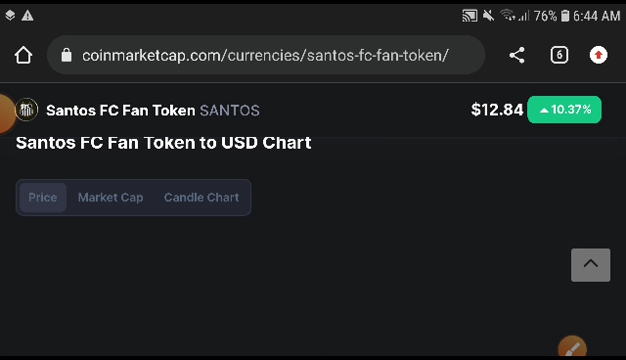 76% 6:44 AM
coinmarketcap.com/currencies/santos-fc-fan-token/
6
Santos FC Fan Token SANTOS
$12.84 10.37%
Santos FC Fan Token to USD Chart
Price Market Cap Candle Chart